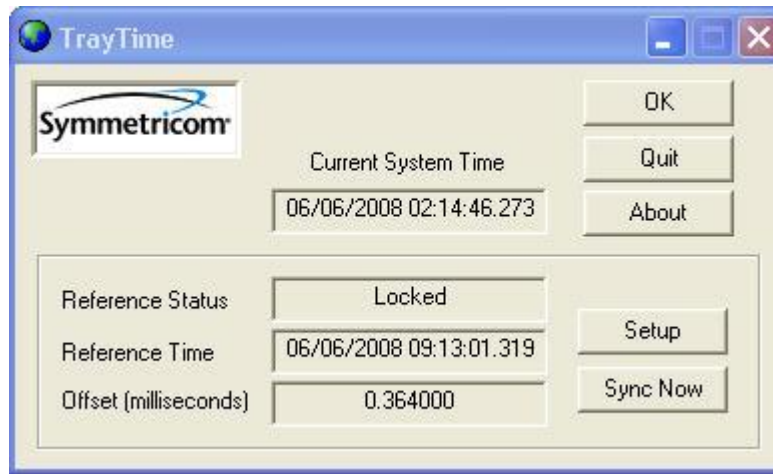 TrayTime
Symmetricom
OK
Current System Time
Quit
06/06/2008 02:14:46.273
About
Reference Status
Locked
Reference Time
06/06/2008 09:13:01.319
Setup
Offset (milliseconds)
0.364000
Sync Now